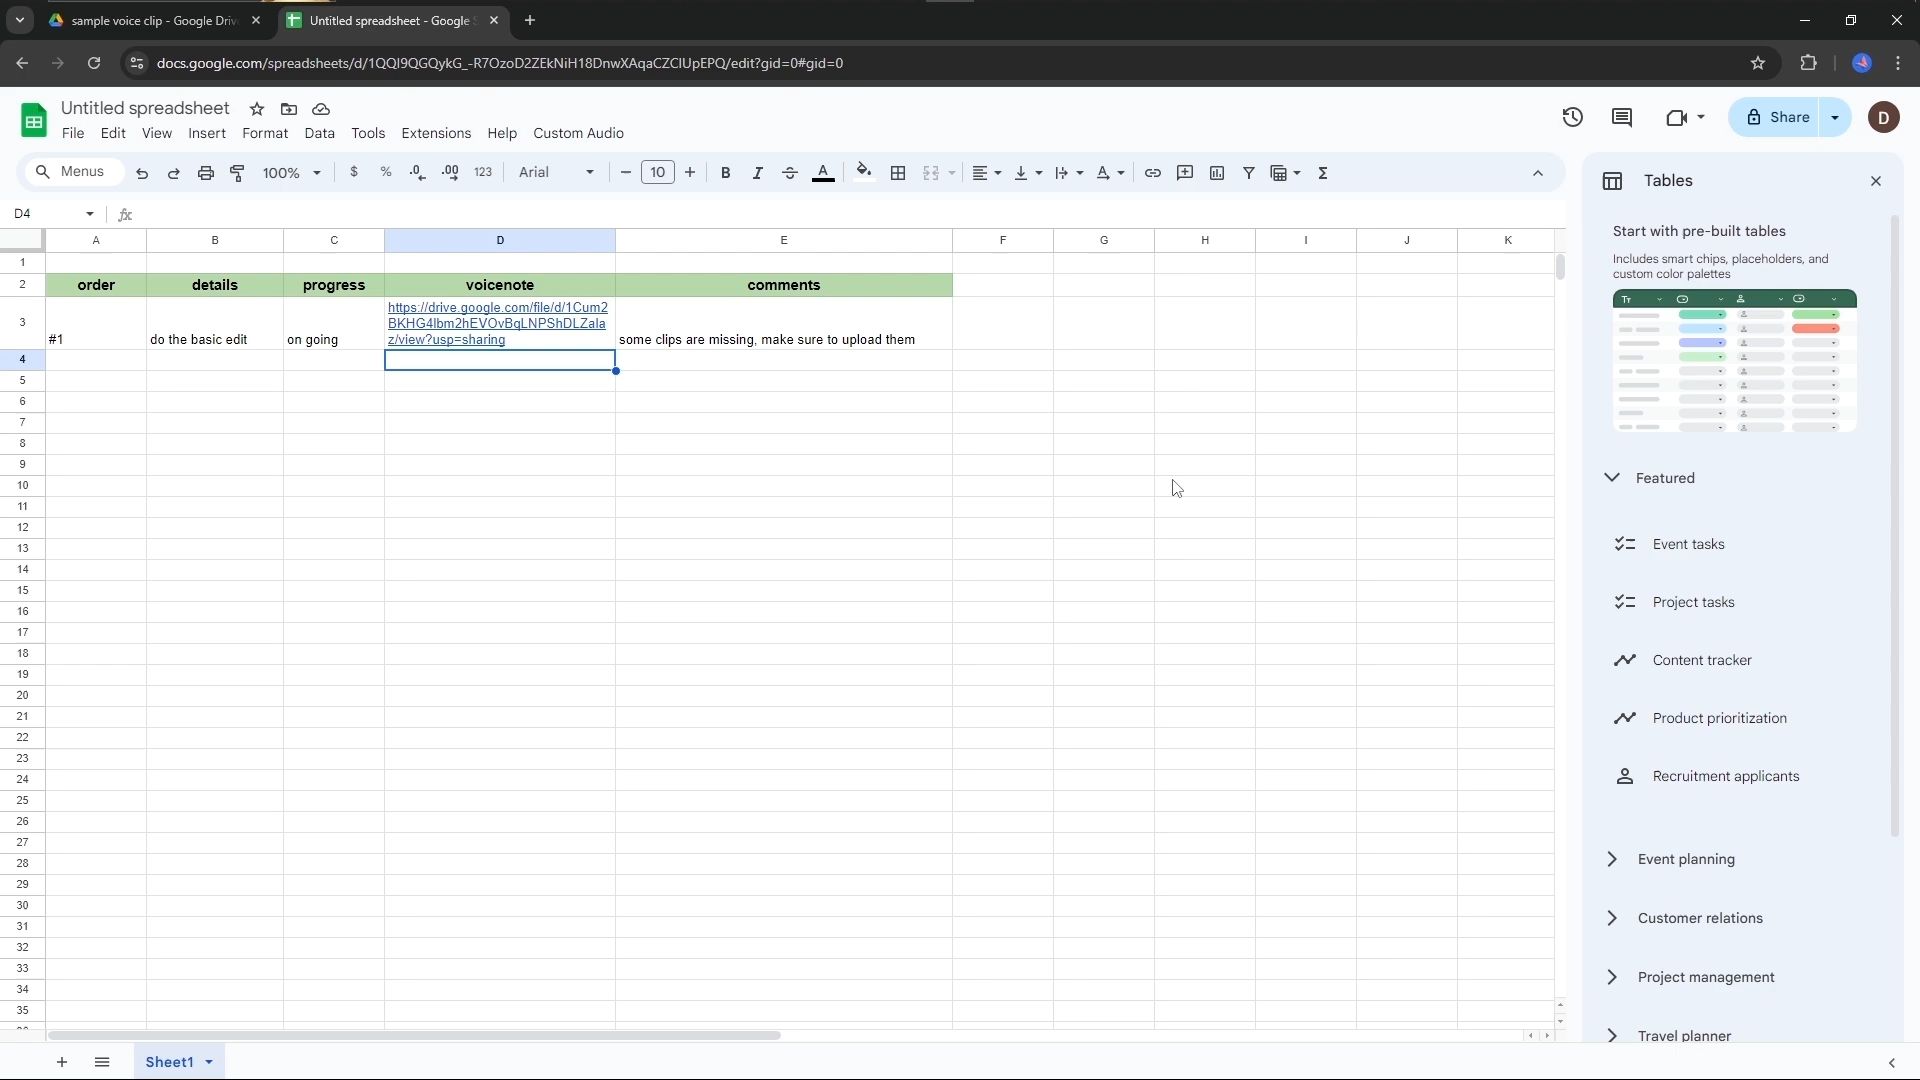 sample voice clip - Google Driv
Untitled spreadsheet - Google S
docs.google.com/spreadsheets/d/1QQI9QGQykG_-R7OzoD2ZEkNiH18DnwXAqaCZCIUpEPQ/edit?gid=0#gid=0
Untitled spreadsheet
File Edit View Insert Format Data Tools Extensions Help Custom Audio
Share
D
Menus 100% $ % .0 .00 123 Arial 10 B I A
D4
fx
A B C D E F G H I J K
1
2 order details progress voicenote comments
https://drive.google.com/file/d/1Cum2
BKHG4lbm2hEVOvBqLNPShDLZala
z/view?usp=sharing
3 #1 do the basic edit on going some clips are missing, make sure to upload them
4
5
6
7
8
9
10
11
12
13
14
15
16
17
18
19
20
21
22
23
24
25
26
27
28
29
30
31
32
33
34
35
Sheet1
Tables
Start with pre-built tables
Includes smart chips, placeholders, and
custom color palettes
Tт
Featured
Event tasks
Project tasks
Content tracker
Product prioritization
Recruitment applicants
Event planning
Customer relations
Project management
Travel planner